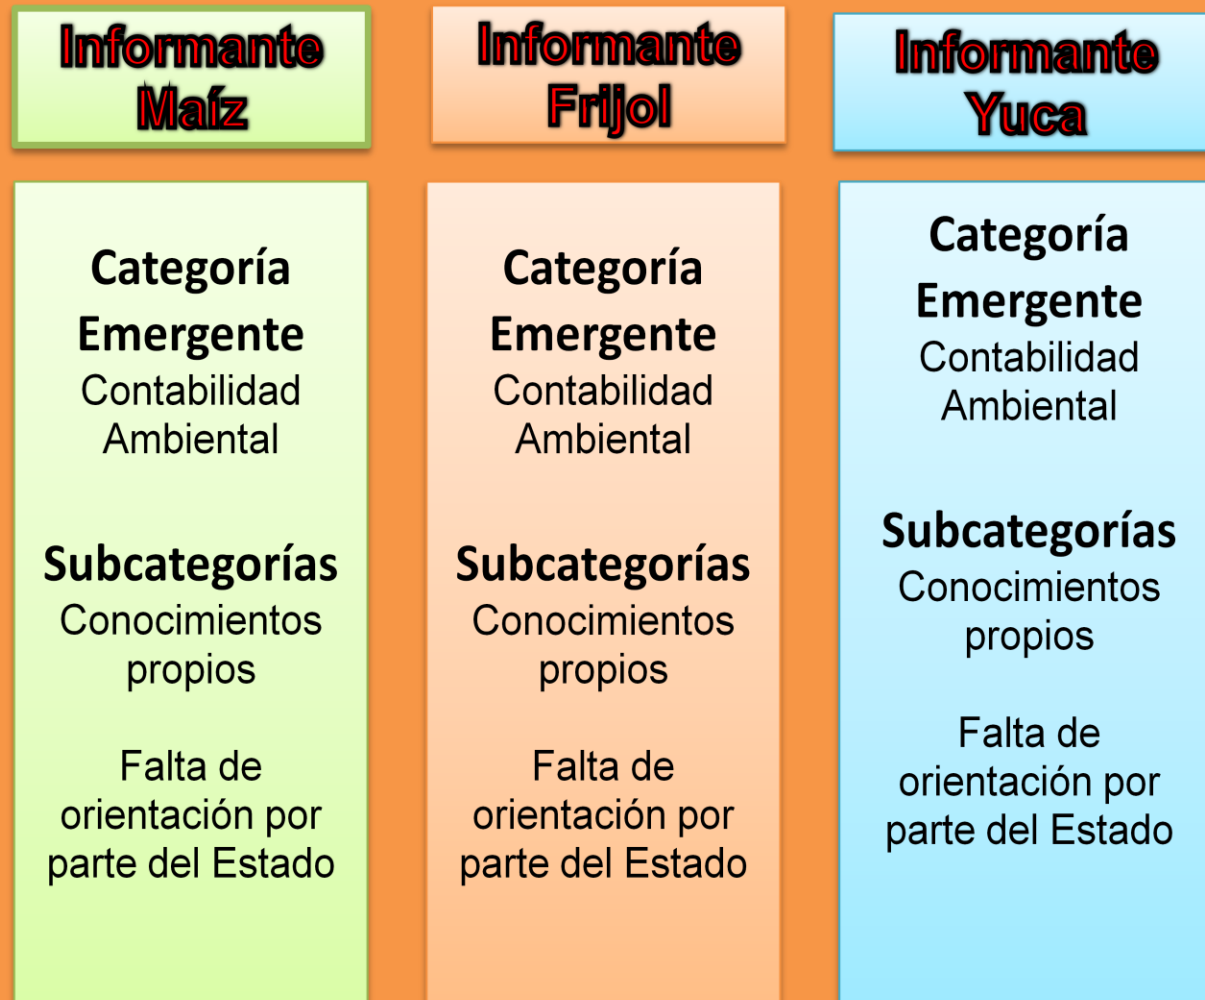 Informante
Maíz
Categoría
Emergente
Contabilidad
Ambiental
Subcategorías
Conocimientos
propios
Falta de
orientación por
parte del Estado
Informante
Frijol
Categoría
Emergente
Contabilidad
Ambiental
Subcategorías
Conocimientos
propios
Falta de
orientación por
parte del Estado
Informante
Yuca
Categoría
Emergente
Contabilidad
Ambiental
Subcategorías
Conocimientos
propios
Falta de
orientación por
parte del Estado